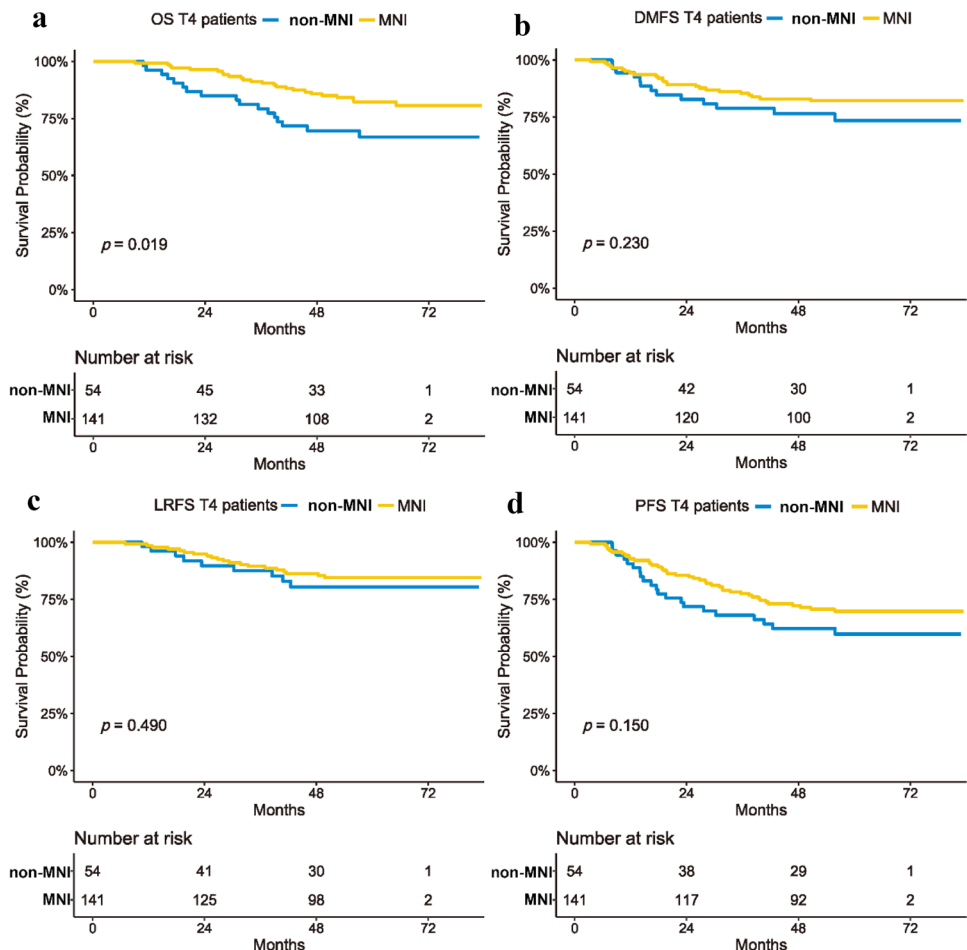 a OS T4 patients non-MNI MNI
Survival Probability (%)
100%
75%
50%
25%
0%
p = 0.019
0 24 48 72
Months
Number at risk
non-MNI 54 45 33 1
MNI 141 132 108 2
0 24 48 72
Months
b DMFS T4 patients non-MNI MNI
Survival Probability (%)
100%
75%
50%
25%
0%
p = 0.230
0 24 48 72
Months
Number at risk
non-MNI 54 42 30 1
MNI 141 120 100 2
0 24 48 72
Months
c LRFS T4 patients non-MNI MNI
Survival Probability (%)
100%
75%
50%
25%
0%
p = 0.490
0 24 48 72
Months
Number at risk
non-MNI 54 41 30 1
MNI 141 125 98 2
0 24 48 72
Months
d PFS T4 patients non-MNI MNI
Survival Probability (%)
100%
75%
50%
25%
0%
p = 0.150
0 24 48 72
Months
Number at risk
non-MNI 54 38 29 1
MNI 141 117 92 2
0 24 48 72
Months